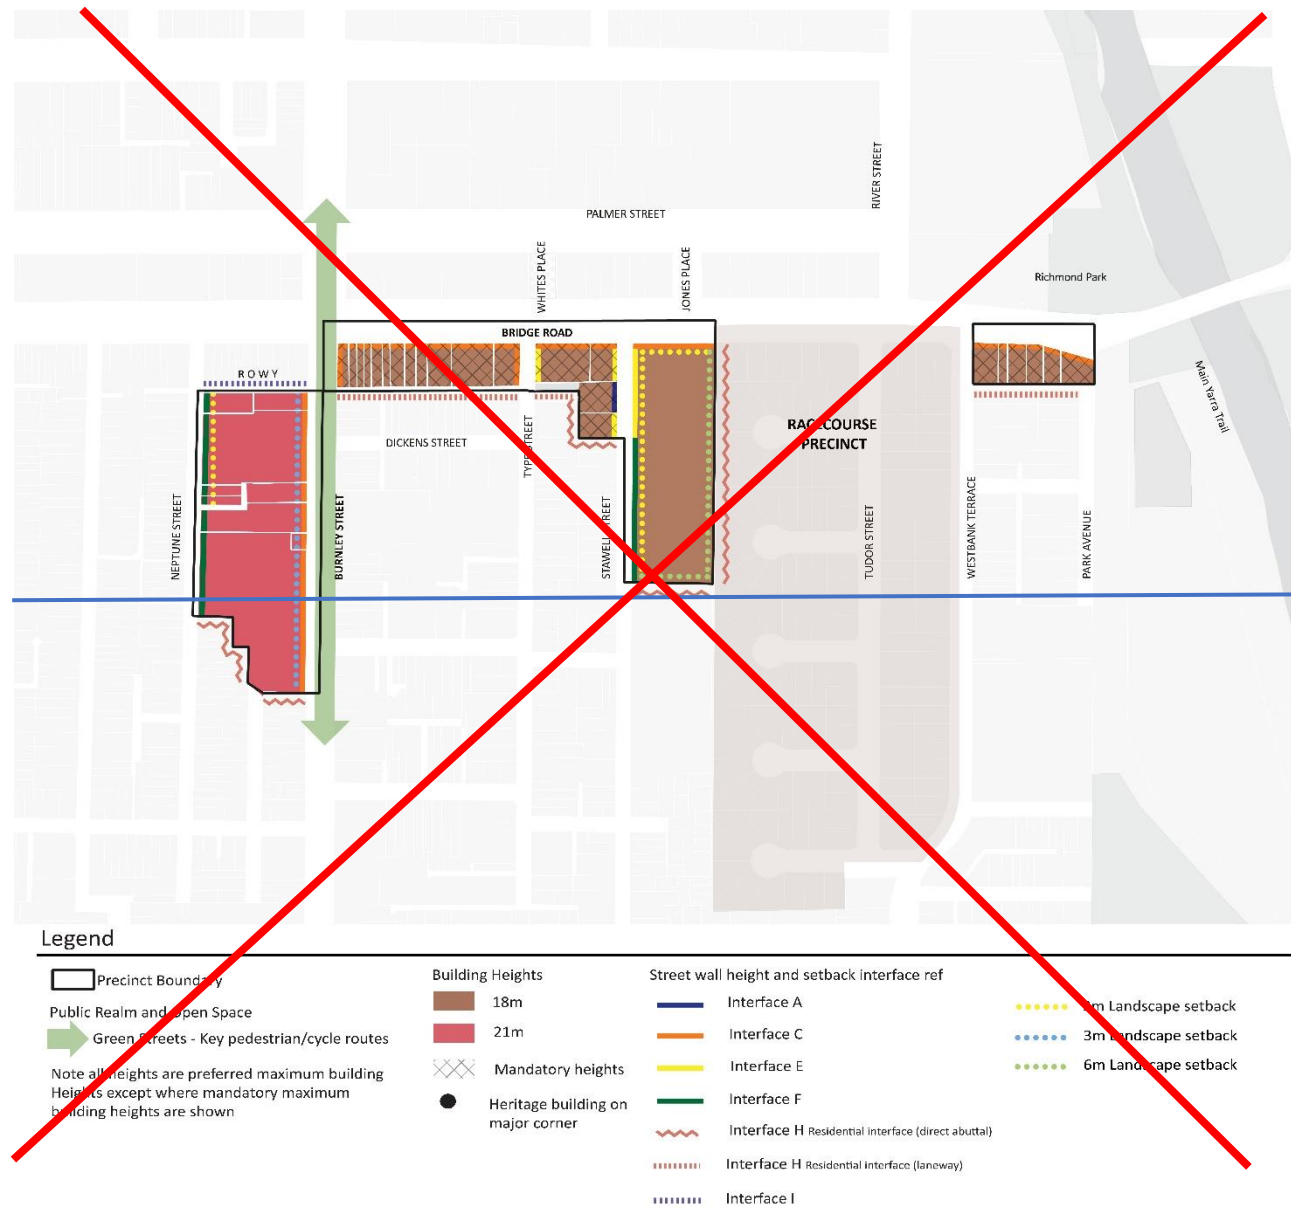 RIVER STREET
PALMER STREET
WHITES PLACE
JONES PLACE
Richmond Park
BRIDGE ROAD
R O W Y
Main Yarra Trail
RACECOURSE
PRECINCT
DICKENS STREET
STREET
NEPTUNE STREET
BURNLEY STREET
STAWELL STREET
TUDOR STREET
WESTBANK TERRACE
PARK AVENUE
Legend
Precinct Boundary
Public Realm and Open Space
Green Streets - Key pedestrian/cycle routes
Note all heights are preferred maximum building
Heights except where mandatory maximum
building heights are shown
Building Heights
18m
21m
Mandatory heights
Heritage building on
major corner
Street wall height and setback interface ref
Interface A
Interface C
Interface E
Interface F
Interface H Residential interface (direct abuttal)
Interface H Residential interface (laneway)
Interface I
Landscape setback
3m Landscape setback
6m Landscape setback